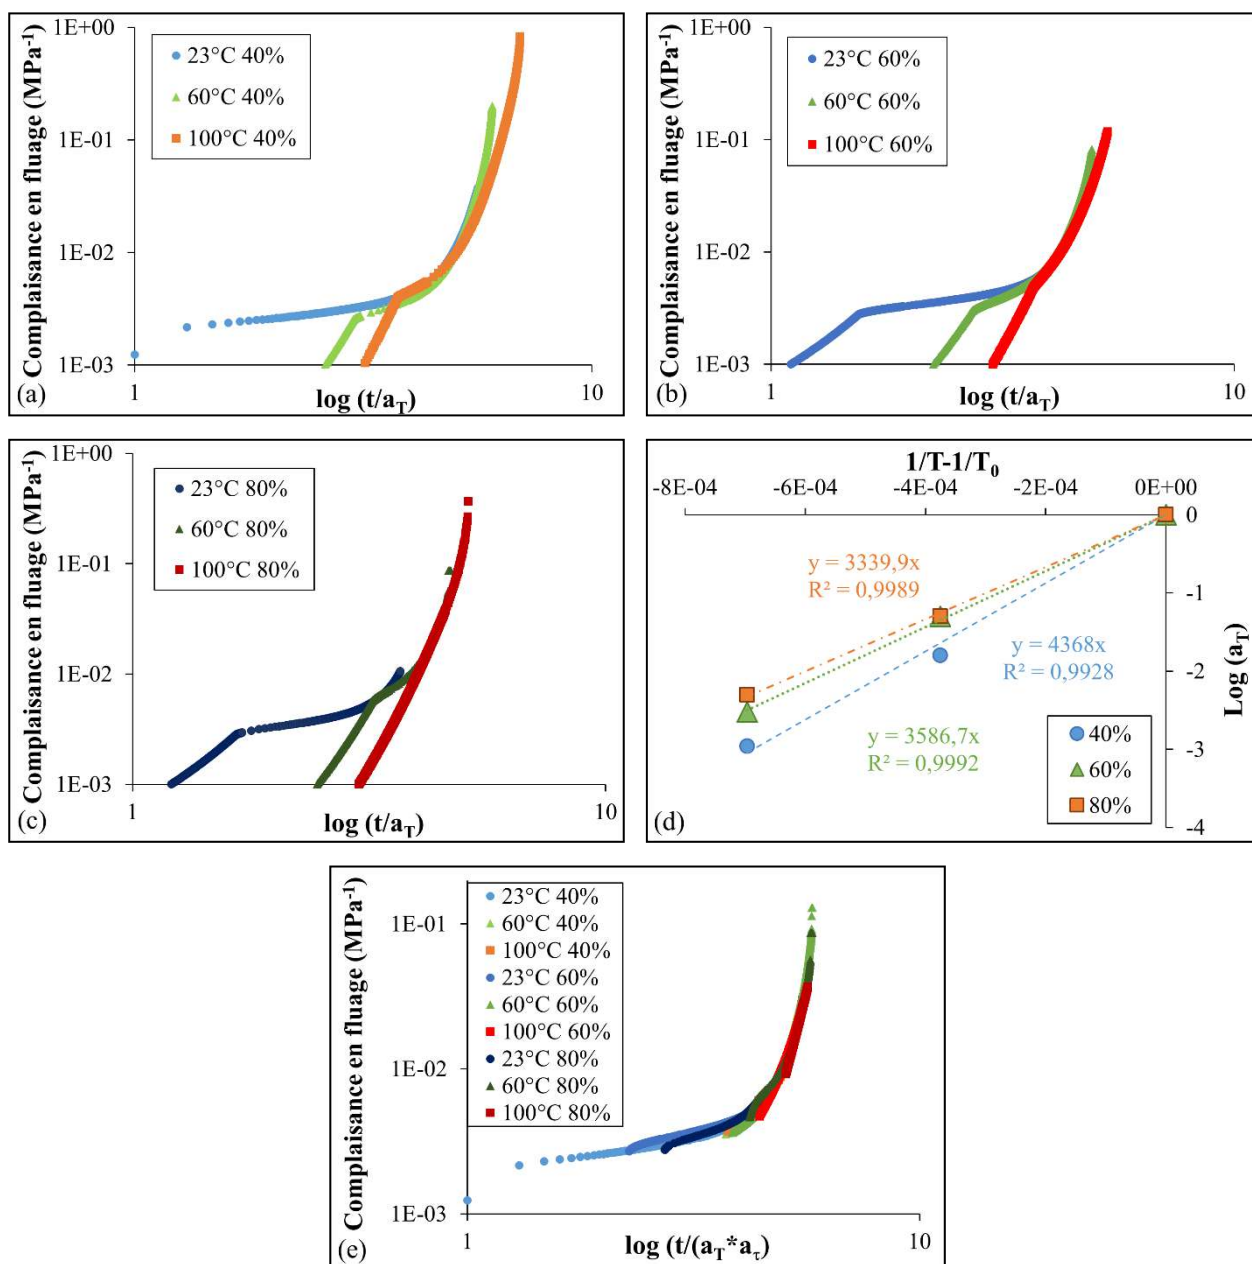 1E+00
1E-01
1E-02
1E-03
Complaisance en fluage (MPa-1)
23°C 40%
60°C 40%
100°C 40%
1
10
log (t/aT)
(a)
1E+00
1E-01
1E-02
1E-03
Complaisance en fluage (MPa-1)
23°C 60%
60°C 60%
100°C 60%
1
10
log (t/aT)
(b)
1E+00
1E-01
1E-02
1E-03
Complaisance en fluage (MPa-1)
23°C 80%
60°C 80%
100°C 80%
1
10
log (t/aT)
(c)
1/T-1/T0
-8E-04 -6E-04 -4E-04 -2E-04 0E+00
0
-1
-2
-3
-4
Log (aT)
y = 3339,9x
R² = 0,9989
y = 4368x
R² = 0,9928
y = 3586,7x
R² = 0,9992
40%
60%
80%
(d)
1E-01
1E-02
1E-03
Complaisance en fluage (MPa-1)
23°C 40%
60°C 40%
100°C 40%
23°C 60%
60°C 60%
100°C 60%
23°C 80%
60°C 80%
100°C 80%
1
10
log (t/(aT*aτ)
(e)